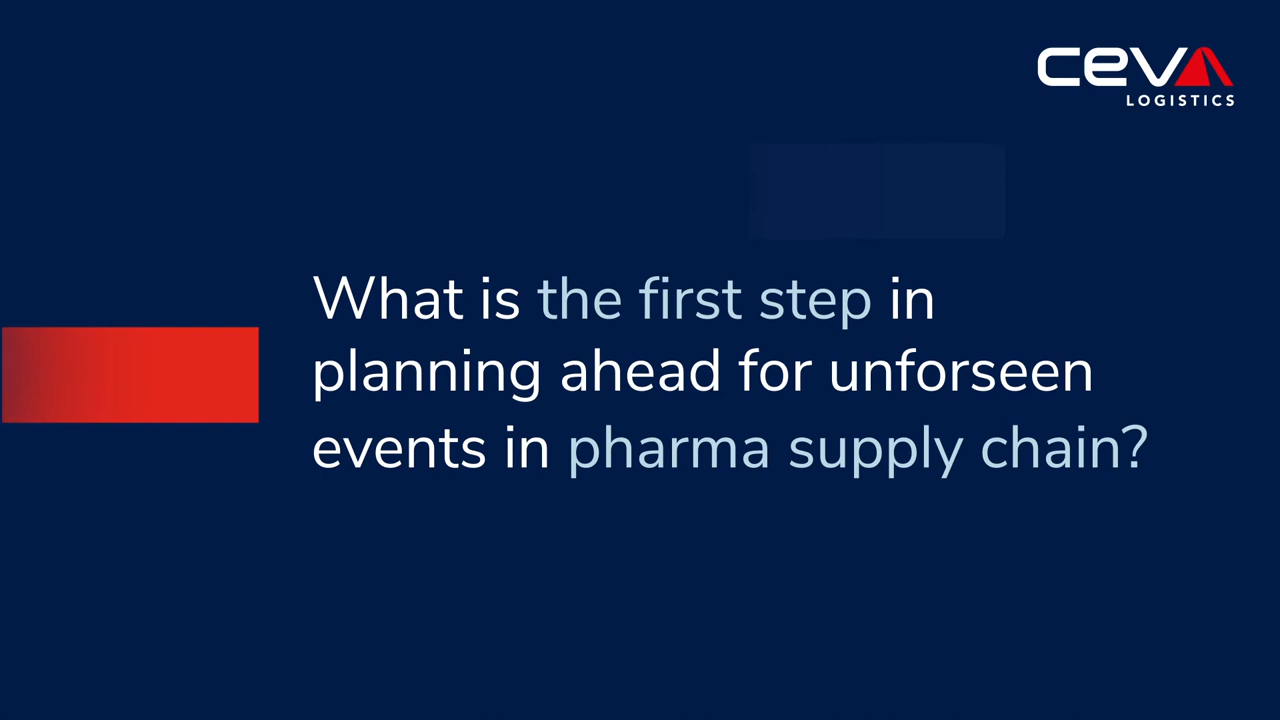 ceva
LOGISTICS
What is the first step in
planning ahead for unforseen
events in pharma supply chain?